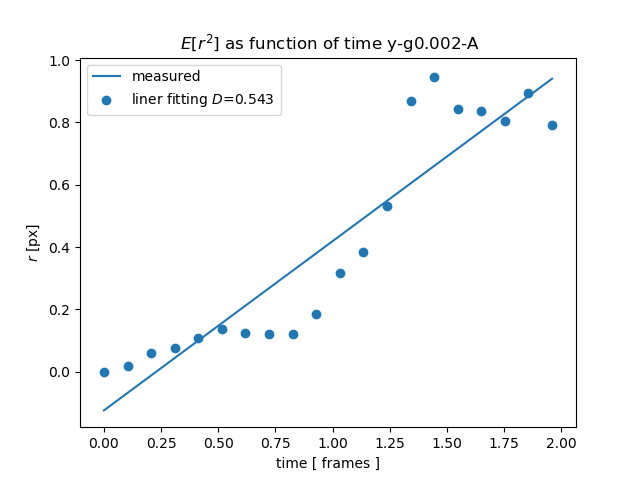 E[r²] as function of time y-g0.002-A
measured
liner fitting D=0.543
1.0
0.8
0.6
0.4
0.2
0.0
r [px]
0.00 0.25 0.50 0.75 1.00 1.25 1.50 1.75 2.00
time [ frames ]